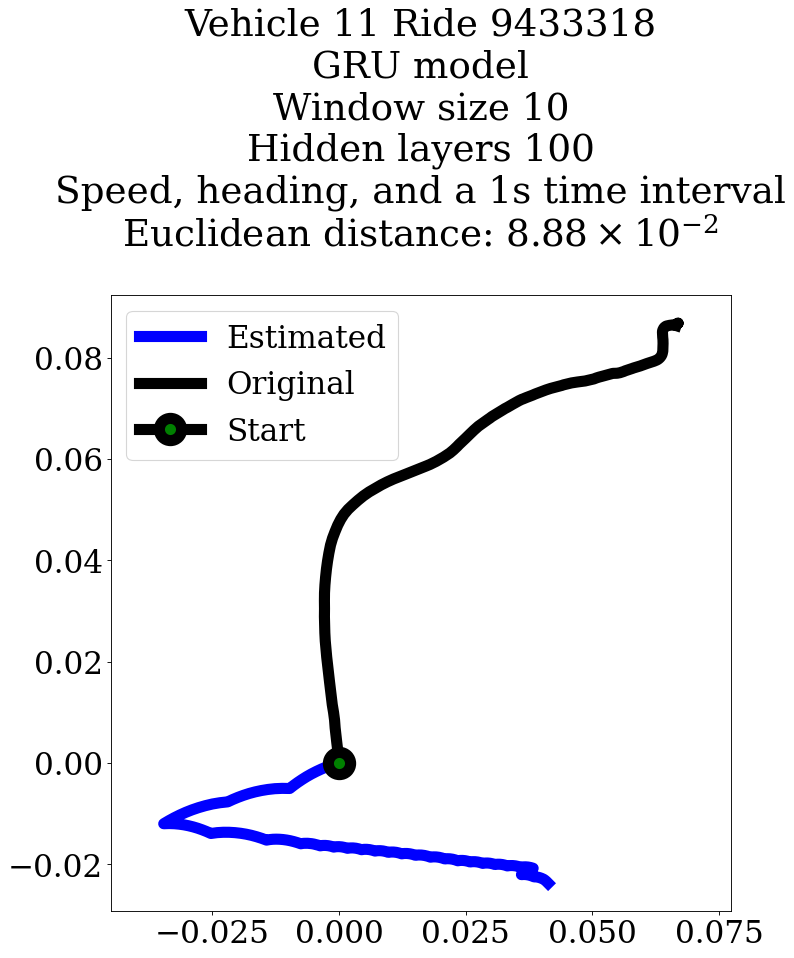 Vehicle 11 Ride 9433318
GRU model
Window size 10
Hidden layers 100
Speed, heading, and a 1s time interval
Euclidean distance: 8.88 × 10⁻²
Estimated
Original
Start
0.08
0.06
0.04
0.02
0.00
−0.02
−0.025 0.000 0.025 0.050 0.075